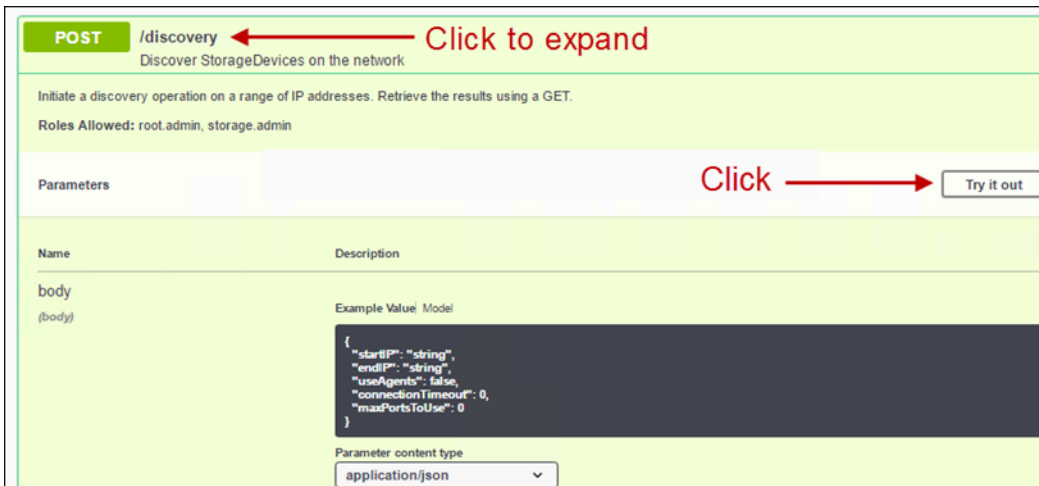 POST /discovery Click to expand
Discover StorageDevices on the network
Initiate a discovery operation on a range of IP addresses. Retrieve the results using a GET.
Roles Allowed: root.admin, storage.admin
Parameters Click Try it out
Name Description
body
(body)
Example Value Model
{
"startIP": "string",
"endIP": "string",
"useAgents": false,
"connectionTimeout": 0,
"maxPortsToUse": 0
}
Parameter content type
application/json